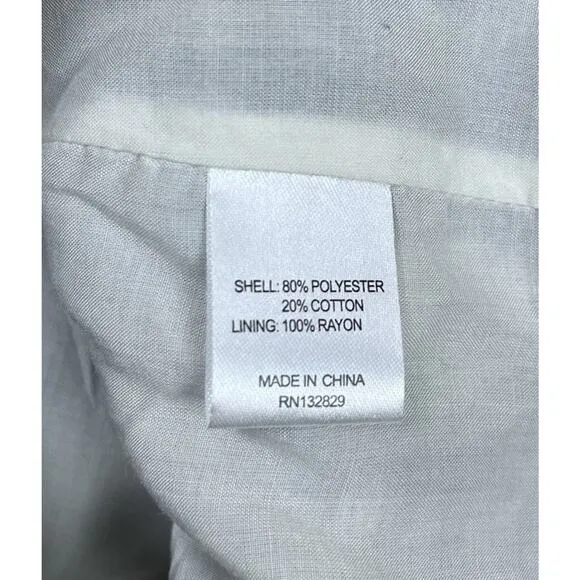 SHELL: 80% POLYESTER
20% COTTON
LINING: 100% RAYON
MADE IN CHINA
RN132829